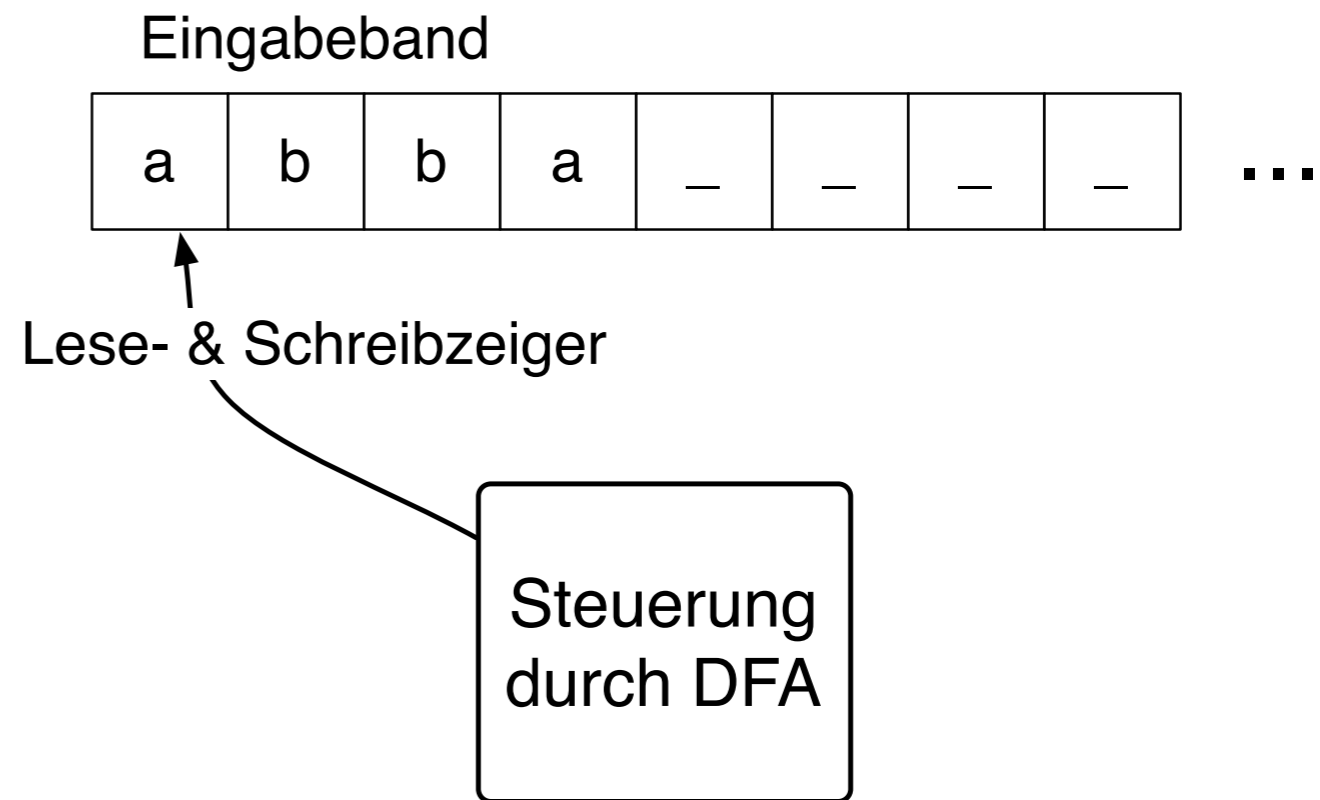 Eingabeband
a b b a _ _ _ _ ...
Lese- & Schreibzeiger
Steuerung
durch DFA